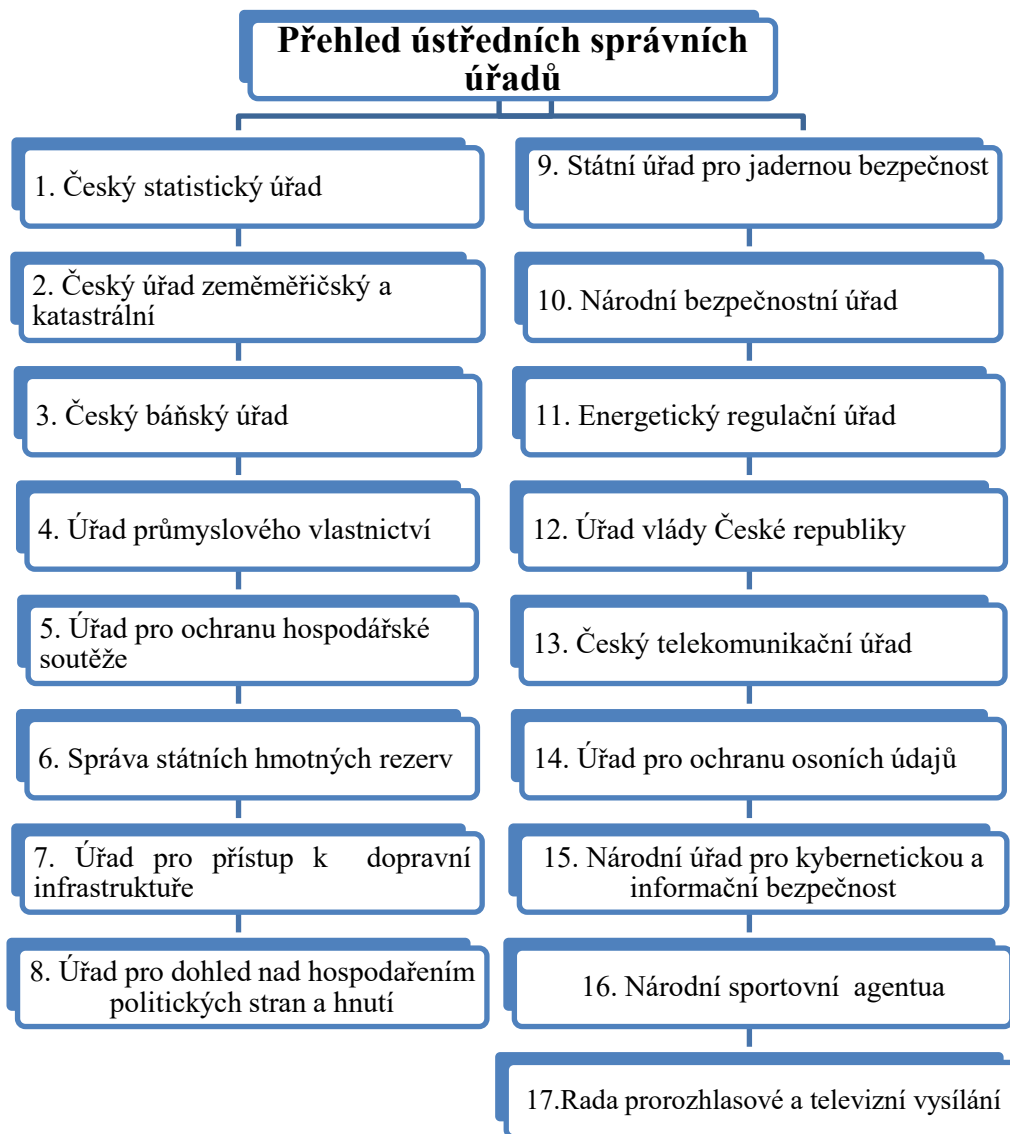 Přehled ústředních správních
úřadů
1. Český statistický úřad
2. Český úřad zeměměřičský a
katastrální
3. Český báňský úřad
4. Úřad průmyslového vlastnictví
5. Úřad pro ochranu hospodářské
soutěže
6. Správa státních hmotných rezerv
7. Úřad pro přístup k dopravní
infrastruktuře
8. Úřad pro dohled nad hospodařením
politických stran a hnutí
9. Státní úřad pro jadernou bezpečnost
10. Národní bezpečnostní úřad
11. Energetický regulační úřad
12. Úřad vlády České republiky
13. Český telekomunikační úřad
14. Úřad pro ochranu osoních údajů
15. Národní úřad pro kybernetickou a
informační bezpečnost
16. Národní sportovní agentua
17.Rada prorozhlasové a televizní vysílání